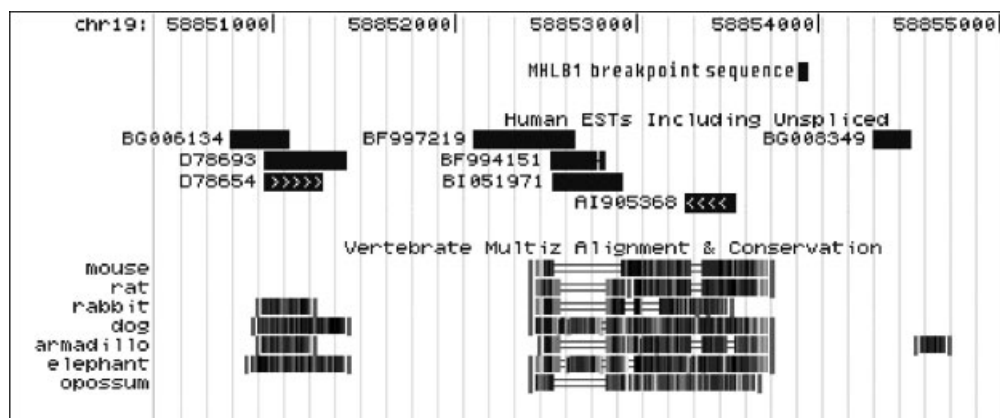 chr19: 58851000 58852000 58853000 58854000 58855000
MHLB1 breakpoint sequence
Human ESTs Including Unspliced
BG006134 BF997219 BG008349
D78693 BF994151
D78654 BI051971
AI905368
Vertebrate Multiz Alignment & Conservation
mouse
rat
rabbit
dog
armadillo
elephant
opossum